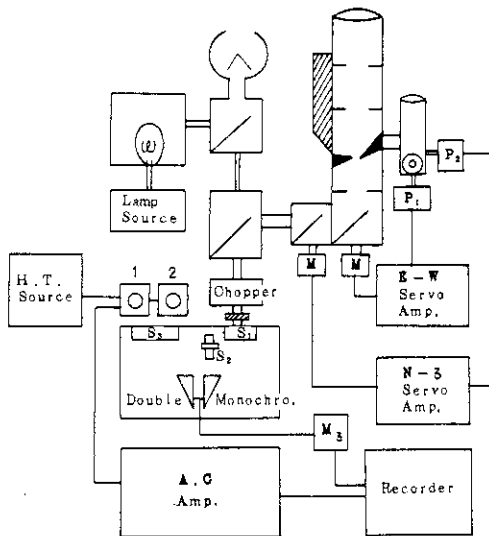 Lamp
Source
P₂
P₁
H.T.
Source
1 2
Chopper
M M
E-W
Servo
Amp.
S₃ S₁
S₂
N-3
Servo
Amp.
Double Monochro.
M₃
A.C
Amp.
Recorder